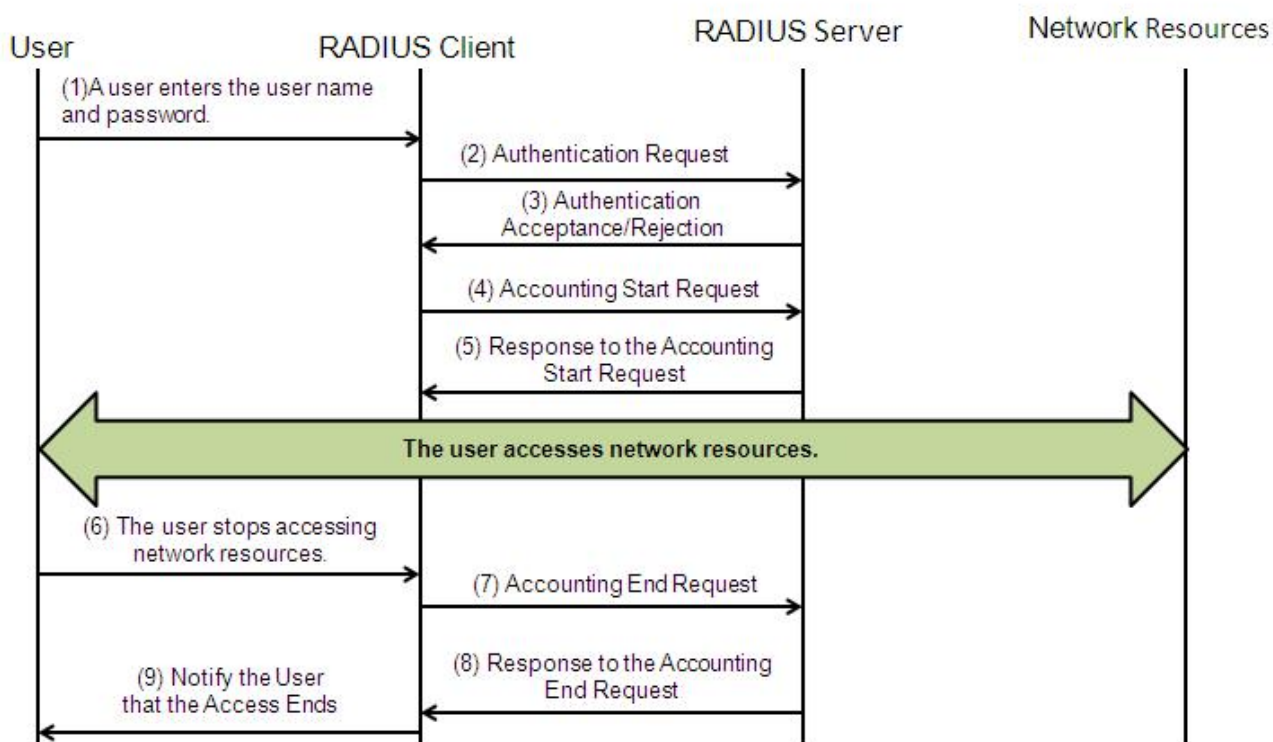 User
RADIUS Client
RADIUS Server
Network Resources
(1)A user enters the user name
and password.
(2) Authentication Request
(3) Authentication
Acceptance/Rejection
(4) Accounting Start Request
(5) Response to the Accounting
Start Request
The user accesses network resources.
(6) The user stops accessing
network resources.
(7) Accounting End Request
(8) Response to the Accounting
End Request
(9) Notify the User
that the Access Ends